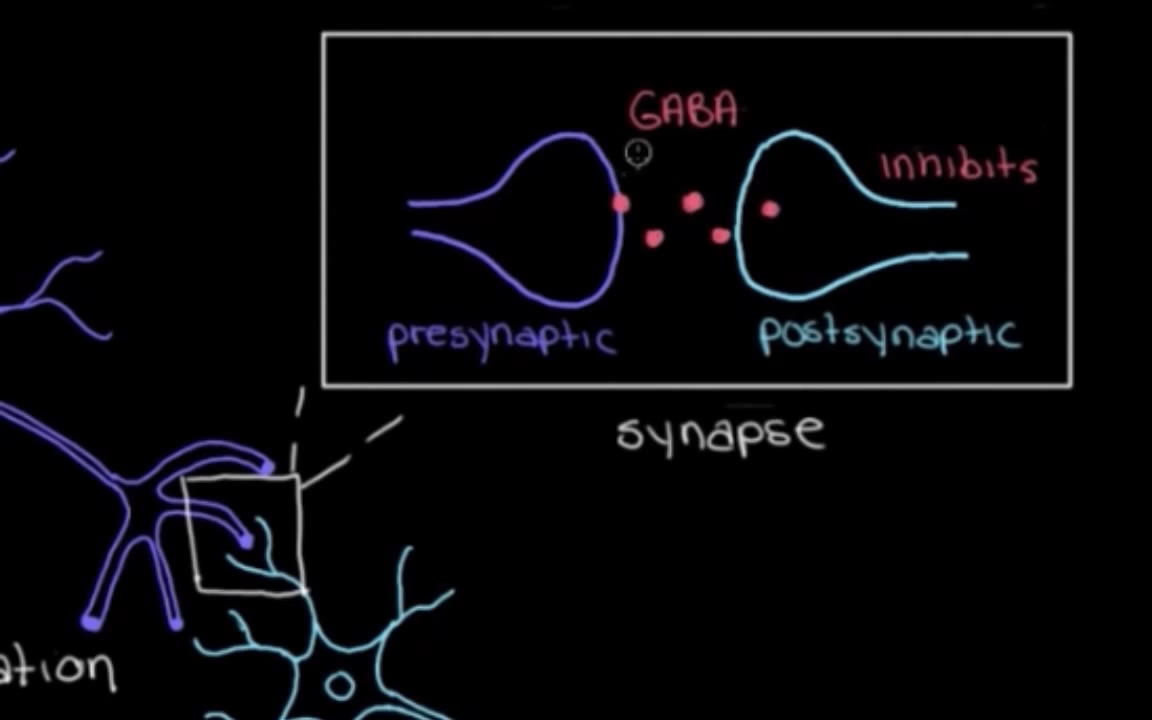 GABA
inhibits
presynaptic
postsynaptic
synapse
ation